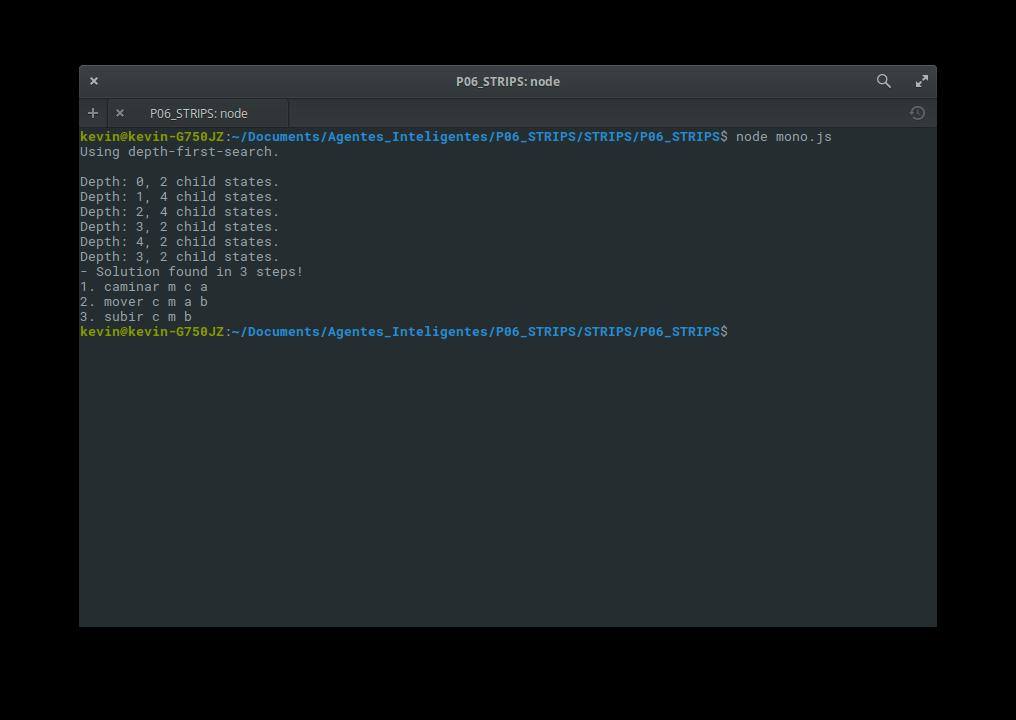 P06_STRIPS: node
P06_STRIPS: node
kevin@kevin-G750JZ:~/Documents/Agentes_Inteligentes/P06_STRIPS/STRIPS/P06_STRIPS$ node mono.js
Using depth-first-search.
Depth: 0, 2 child states.
Depth: 1, 4 child states.
Depth: 2, 4 child states.
Depth: 3, 2 child states.
Depth: 4, 2 child states.
Depth: 3, 2 child states.
- Solution found in 3 steps!
1. caminar m c a
2. mover c m a b
3. subir c m b
kevin@kevin-G750JZ:~/Documents/Agentes_Inteligentes/P06_STRIPS/STRIPS/P06_STRIPS$